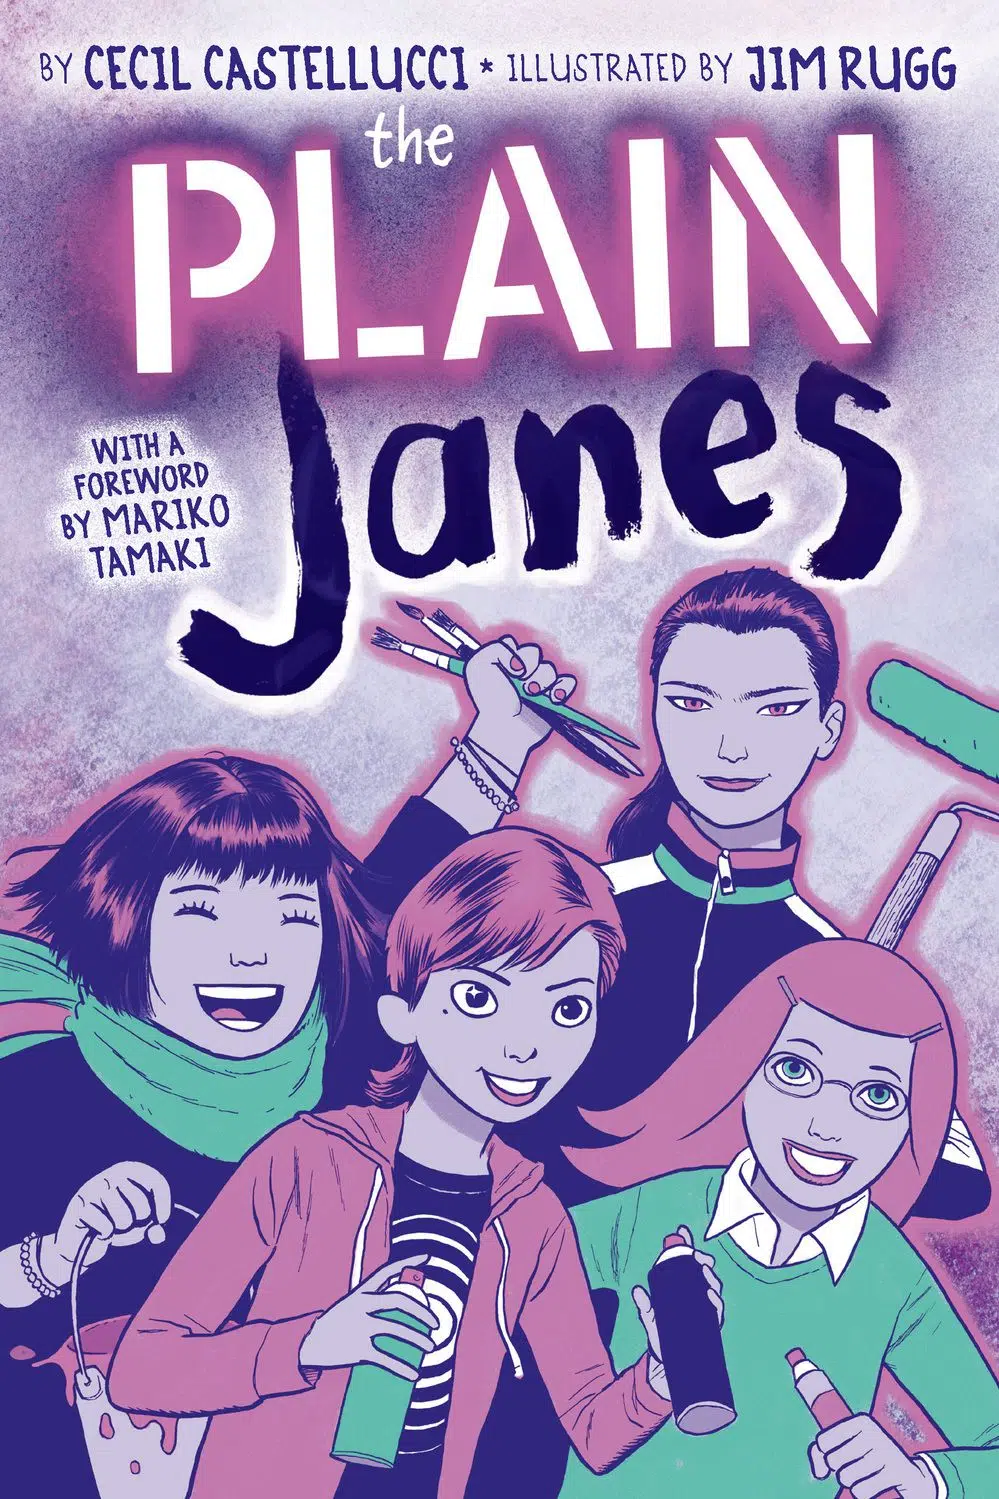 BY CECIL CASTELLUCCI * ILLUSTRATED BY JIM RUGG
the
PLAIN
Janes
WITH A
FOREWORD
BY MARIKO
TAMAKI